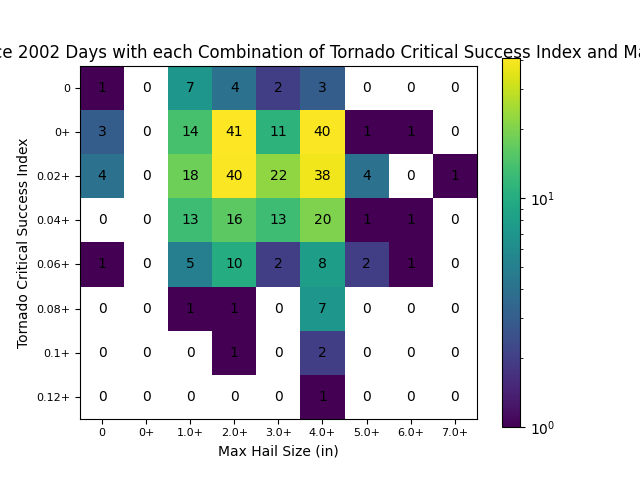 2002 Days with each Combination of Tornado Critical Success Index and
Tornado Critical Success Index
0 1 0 7 4 2 3 0 0 0
0+ 3 0 14 41 11 40 1 1 0
0.02+ 4 0 18 40 22 38 4 0 1
0.04+ 0 0 13 16 13 20 1 1 0
0.06+ 1 0 5 10 2 8 2 1 0
0.08+ 0 0 1 1 0 7 0 0 0
0.1+ 0 0 0 1 0 2 0 0 0
0.12+ 0 0 0 0 0 1 0 0 0
0 0+ 1.0+ 2.0+ 3.0+ 4.0+ 5.0+ 6.0+ 7.0+
Max Hail Size (in)
10¹
10⁰